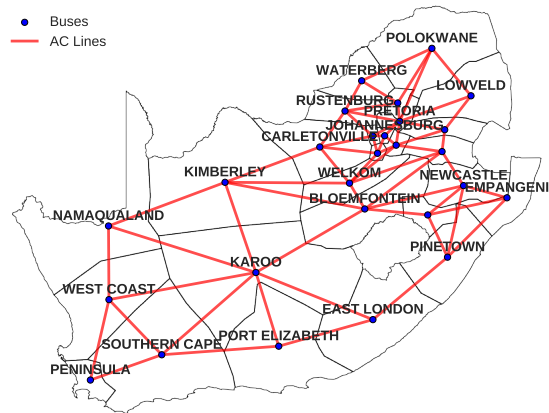 Buses
AC Lines
POLOKWANE
WATERBERG
LOWVELD
RUSTENBURG
PRETORIA
JOHANNESBURG
CARLETONVILLE
KIMBERLEY
WELKOM
NEWCASTLE
EMPANGENI
BLOEMFONTEIN
NAMAQUALAND
PINETOWN
KAROO
WEST COAST
EAST LONDON
PORT ELIZABETH
SOUTHERN CAPE
PENINSULA